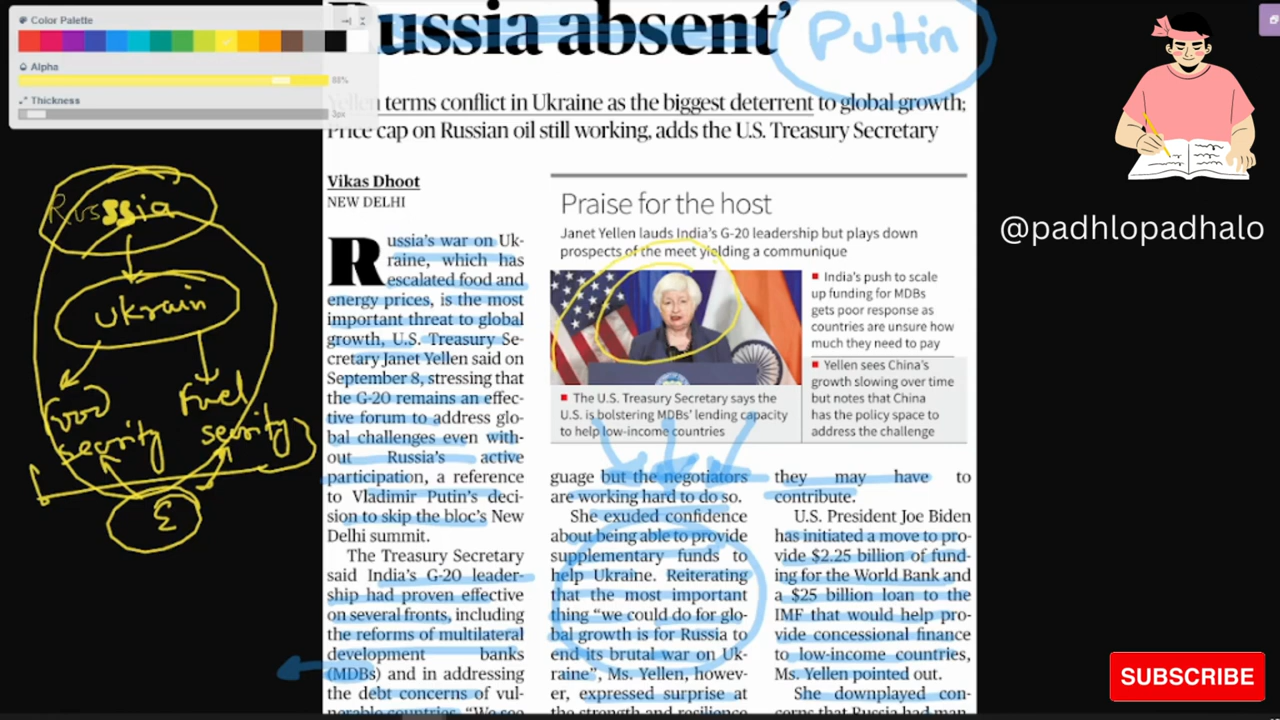 Color Palette
Alpha
88%
Thickness
3px
Russia absent’
Putin
Yellen terms conflict in Ukraine as the biggest deterrent to global growth;
Price cap on Russian oil still working, adds the U.S. Treasury Secretary
Russia
Ukrain
Food
security
Fuel
security
Σ
Vikas Dhoot
NEW DELHI
Russia’s war on Uk-
raine, which has
escalated food and
energy prices, is the most
important threat to global
growth, U.S. Treasury Se-
cretary Janet Yellen said on
September 8, stressing that
the G-20 remains an effec-
tive forum to address glo-
bal challenges even with-
out Russia’s active
participation, a reference
to Vladimir Putin’s deci-
sion to skip the bloc’s New
Delhi summit.
The Treasury Secretary
said India’s G-20 leader-
ship had proven effective
on several fronts, including
the reforms of multilateral
development banks
(MDBs) and in addressing
the debt concerns of vul-
nerable countries. “We see
Praise for the host
Janet Yellen lauds India’s G-20 leadership but plays down
prospects of the meet yielding a communique
■ The U.S. Treasury Secretary says the
U.S. is bolstering MDBs’ lending capacity
to help low-income countries
■ India’s push to scale
up funding for MDBs
gets poor response as
countries are unsure how
much they need to pay
■ Yellen sees China’s
growth slowing over time
but notes that China
has the policy space to
address the challenge
guage but the negotiators
are working hard to do so.
She exuded confidence
about being able to provide
supplementary funds to
help Ukraine. Reiterating
that the most important
thing “we could do for glo-
bal growth is for Russia to
end its brutal war on Uk-
raine”, Ms. Yellen, howev-
er, expressed surprise at
the strength and resilience
they may have to
contribute.
U.S. President Joe Biden
has initiated a move to pro-
vide $2.25 billion of fund-
ing for the World Bank and
a $25 billion loan to the
IMF that would help pro-
vide concessional finance
to low-income countries,
Ms. Yellen pointed out.
She downplayed con-
cerns that Russia had man-
@padhlopadhalo
SUBSCRIBE